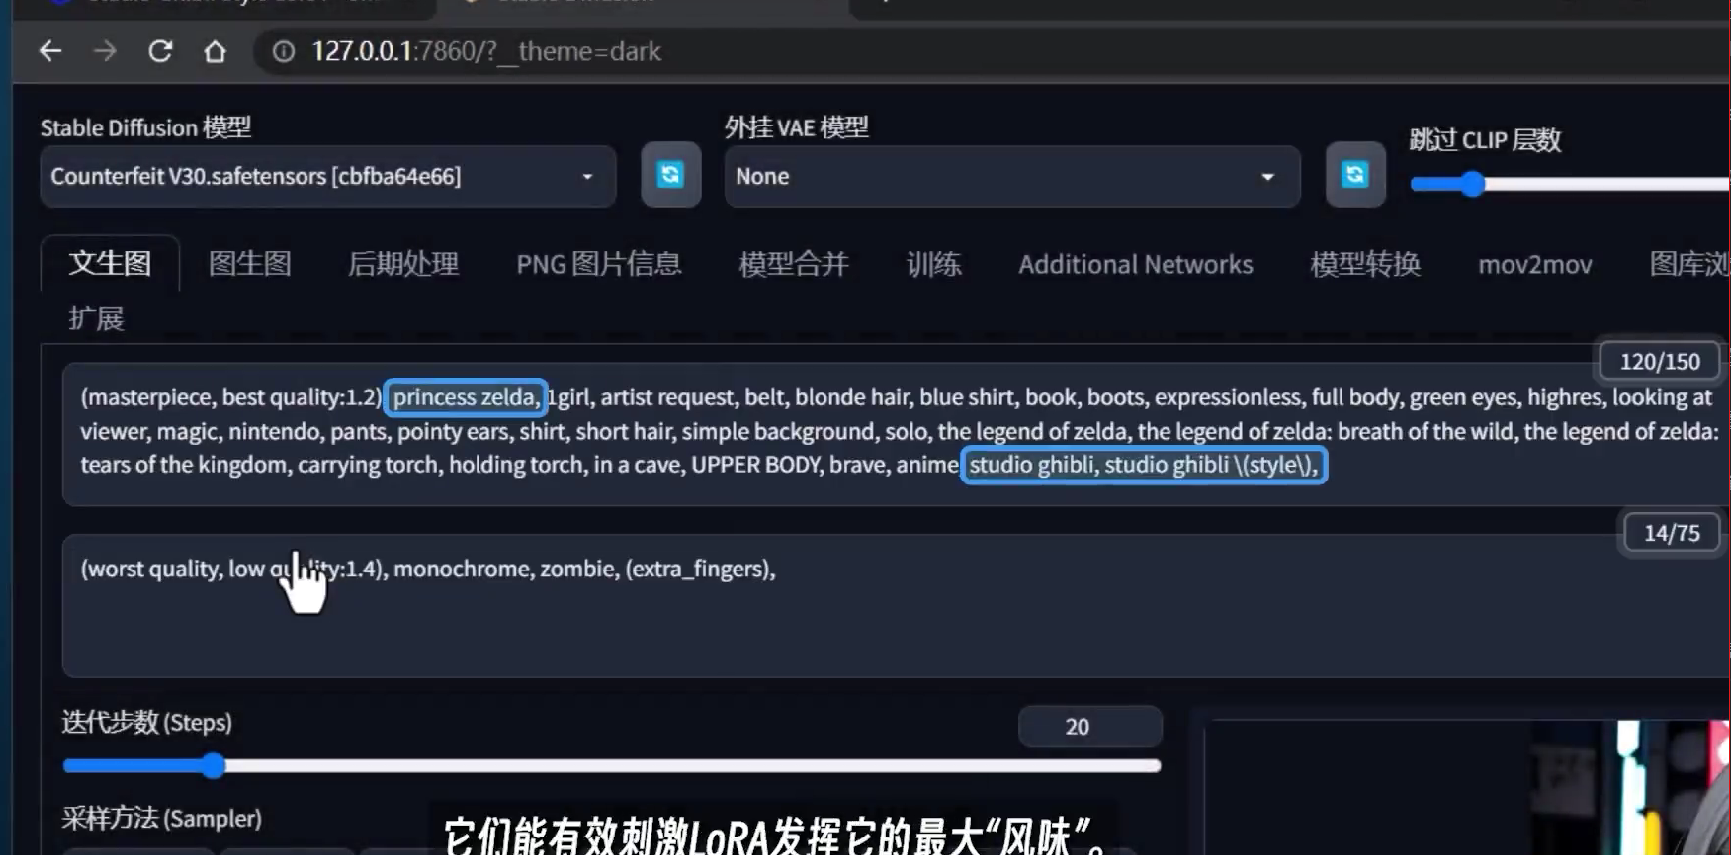 127.0.0.1:7860/?__theme=dark
Stable Diffusion 模型
外挂 VAE 模型
跳过 CLIP 层数
Counterfeit V30.safetensors [cbfba64e66]
None
文生图 图生图 后期处理 PNG 图片信息 模型合并 训练 Additional Networks 模型转换 mov2mov 图库浏
扩展
120/150
(masterpiece, best quality:1.2) princess zelda, 1girl, artist request, belt, blonde hair, blue shirt, book, boots, expressionless, full body, green eyes, highres, looking at
viewer, magic, nintendo, pants, pointy ears, shirt, short hair, simple background, solo, the legend of zelda, the legend of zelda: breath of the wild, the legend of zelda:
tears of the kingdom, carrying torch, holding torch, in a cave, UPPER BODY, brave, anime studio ghibli, studio ghibli \(style\),
14/75
(worst quality, low quality:1.4), monochrome, zombie, (extra_fingers),
迭代步数 (Steps)
20
采样方法 (Sampler)
它们能有效刺激LoRA发挥它的最大“风味”。